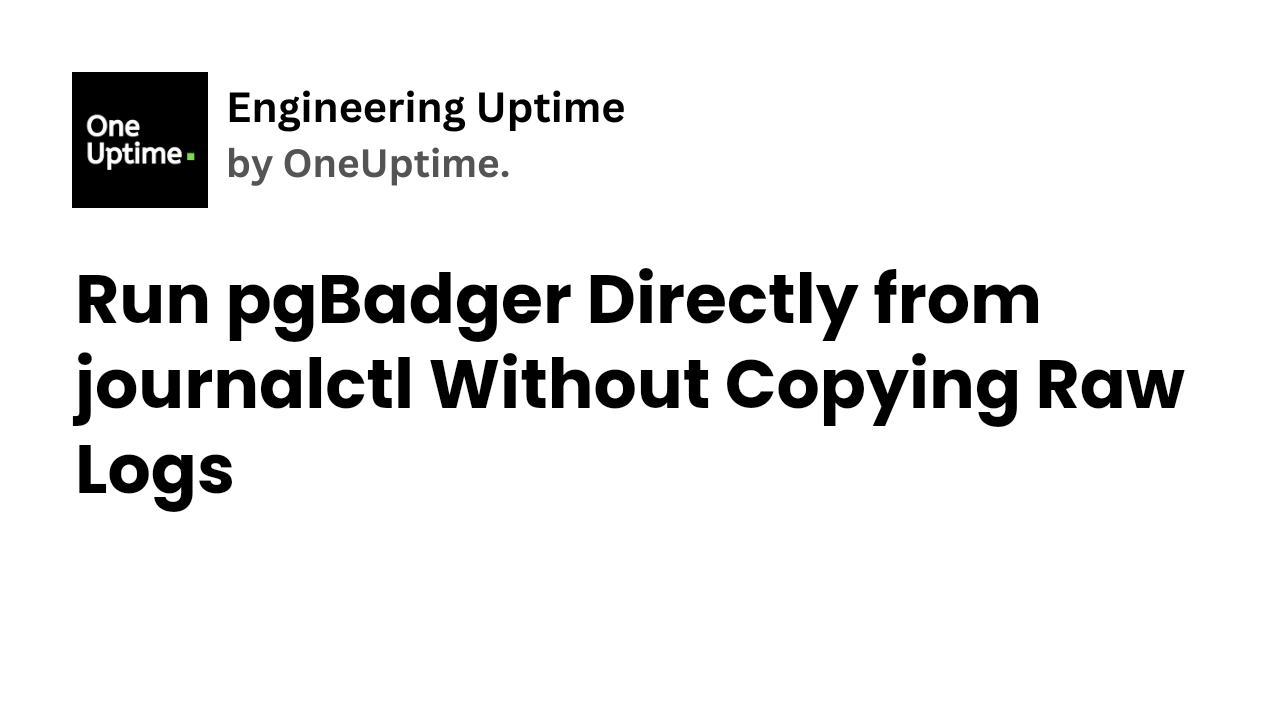 One
Uptime.
Engineering Uptime
by OneUptime.
Run pgBadger Directly from
journalctl Without Copying Raw
Logs